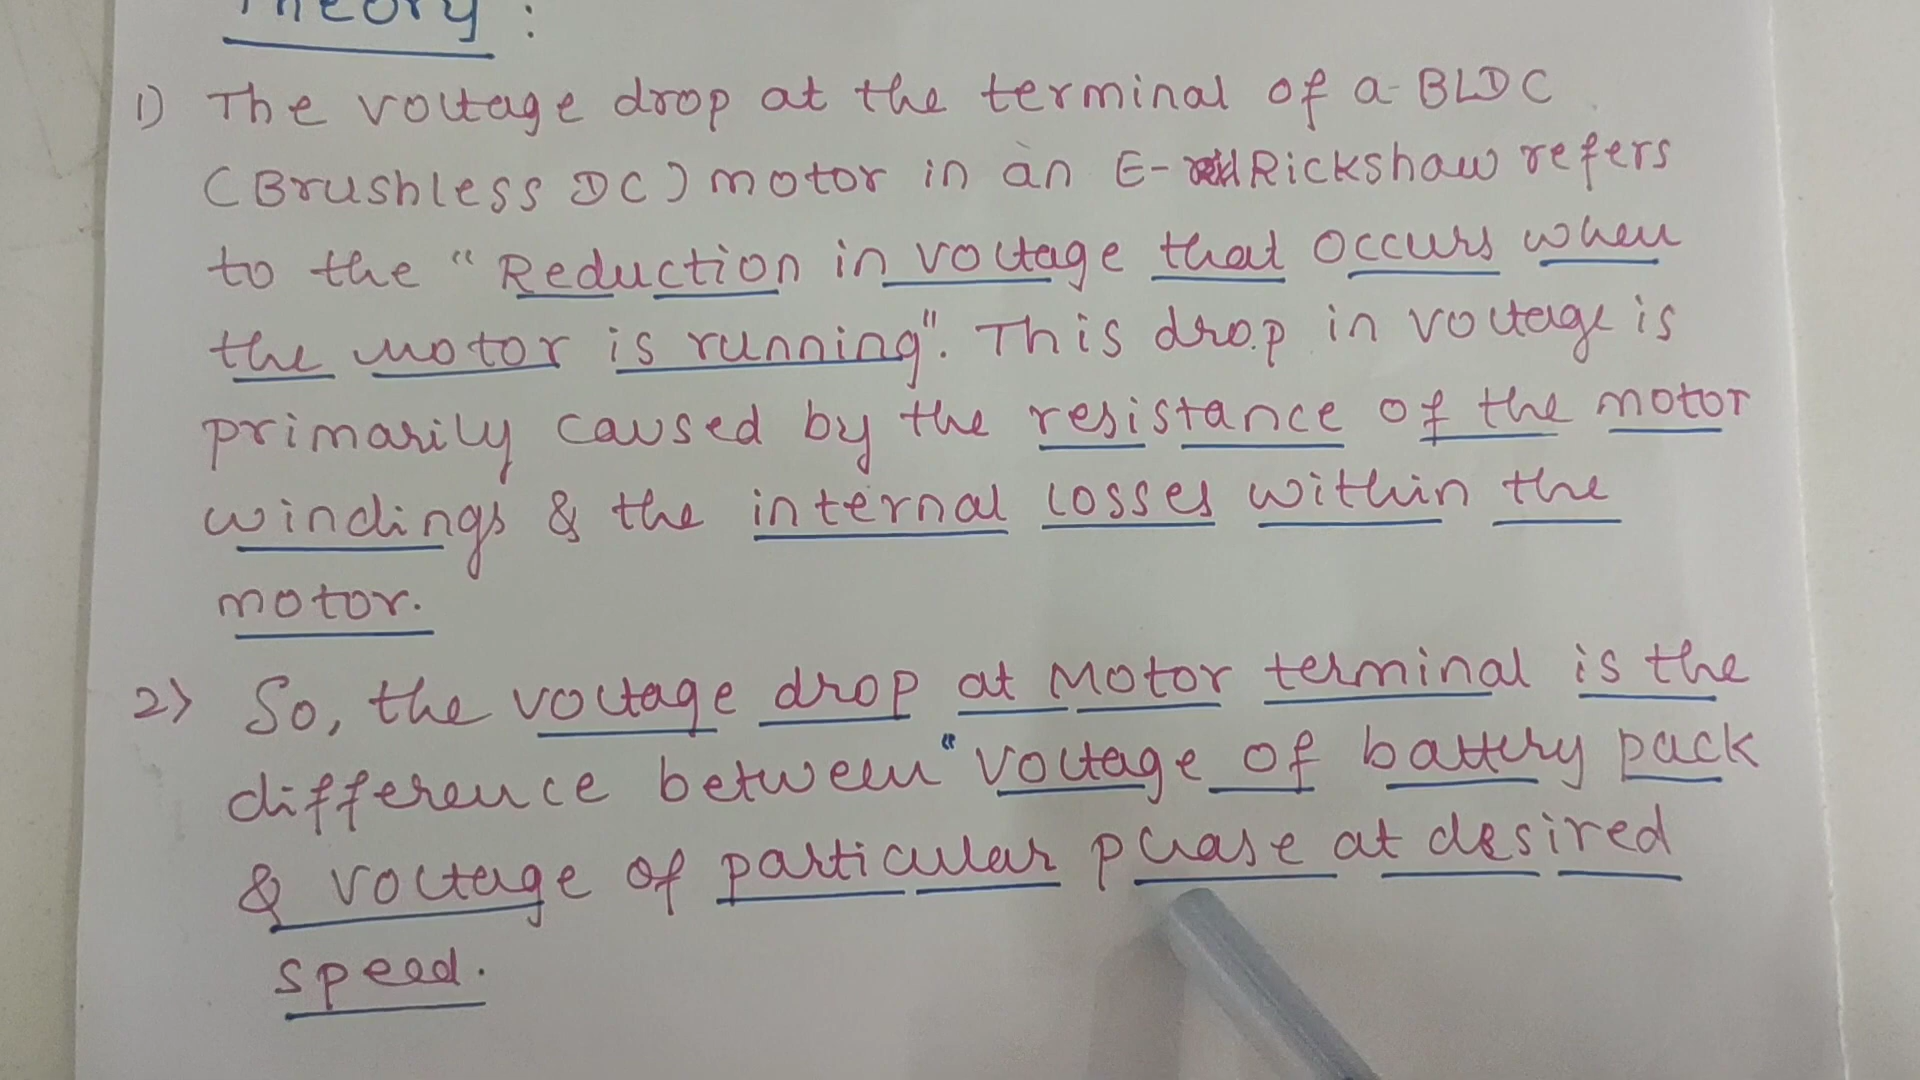 Theory :
1) The voltage drop at the terminal of a BLDC
(Brushless DC) motor in an E- Rickshaw refers
to the "Reduction in voltage that occurs when
the motor is running". This drop in voltage is
primarily caused by the resistance of the motor
windings & the internal losses within the
motor.
2) So, the voltage drop at Motor terminal is the
difference between "voltage of battery pack
& voltage of particular phase at desired
speed.